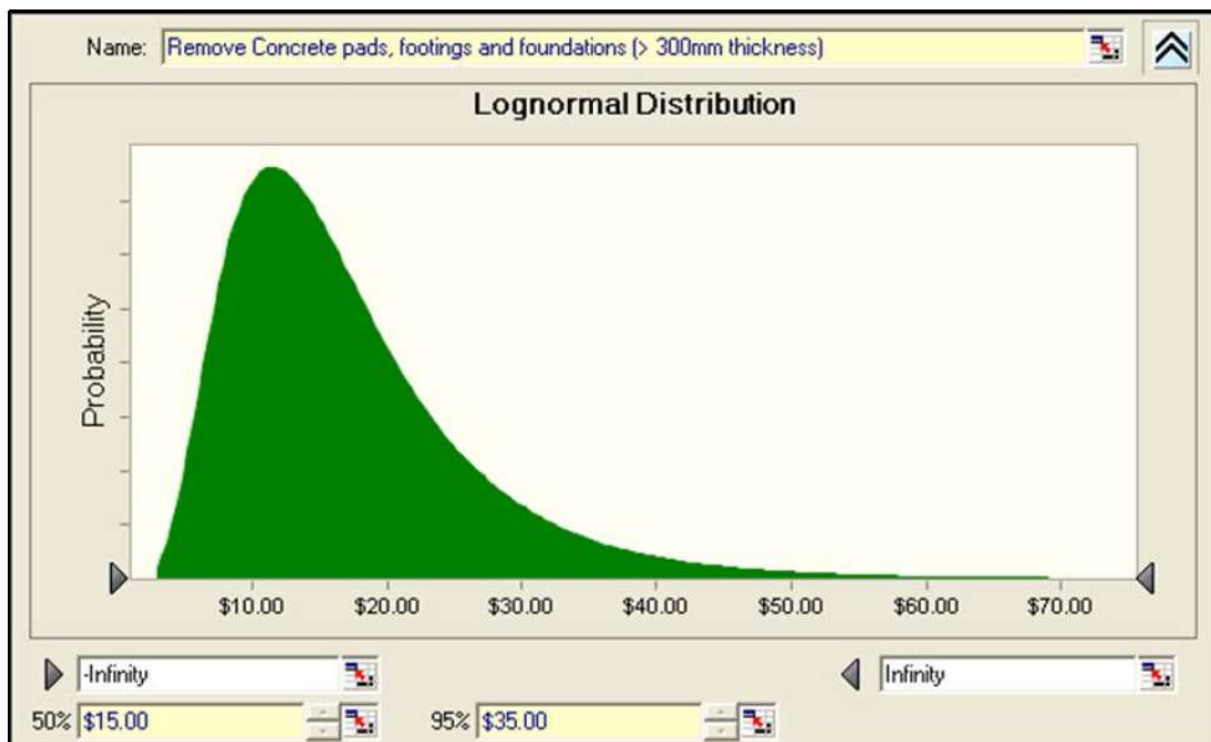 Name: Remove Concrete pads, footings and foundations (> 300mm thickness)
Lognormal Distribution
Probability
$10.00 $20.00 $30.00 $40.00 $50.00 $60.00 $70.00
-Infinity Infinity
50% $15.00 95% $35.00